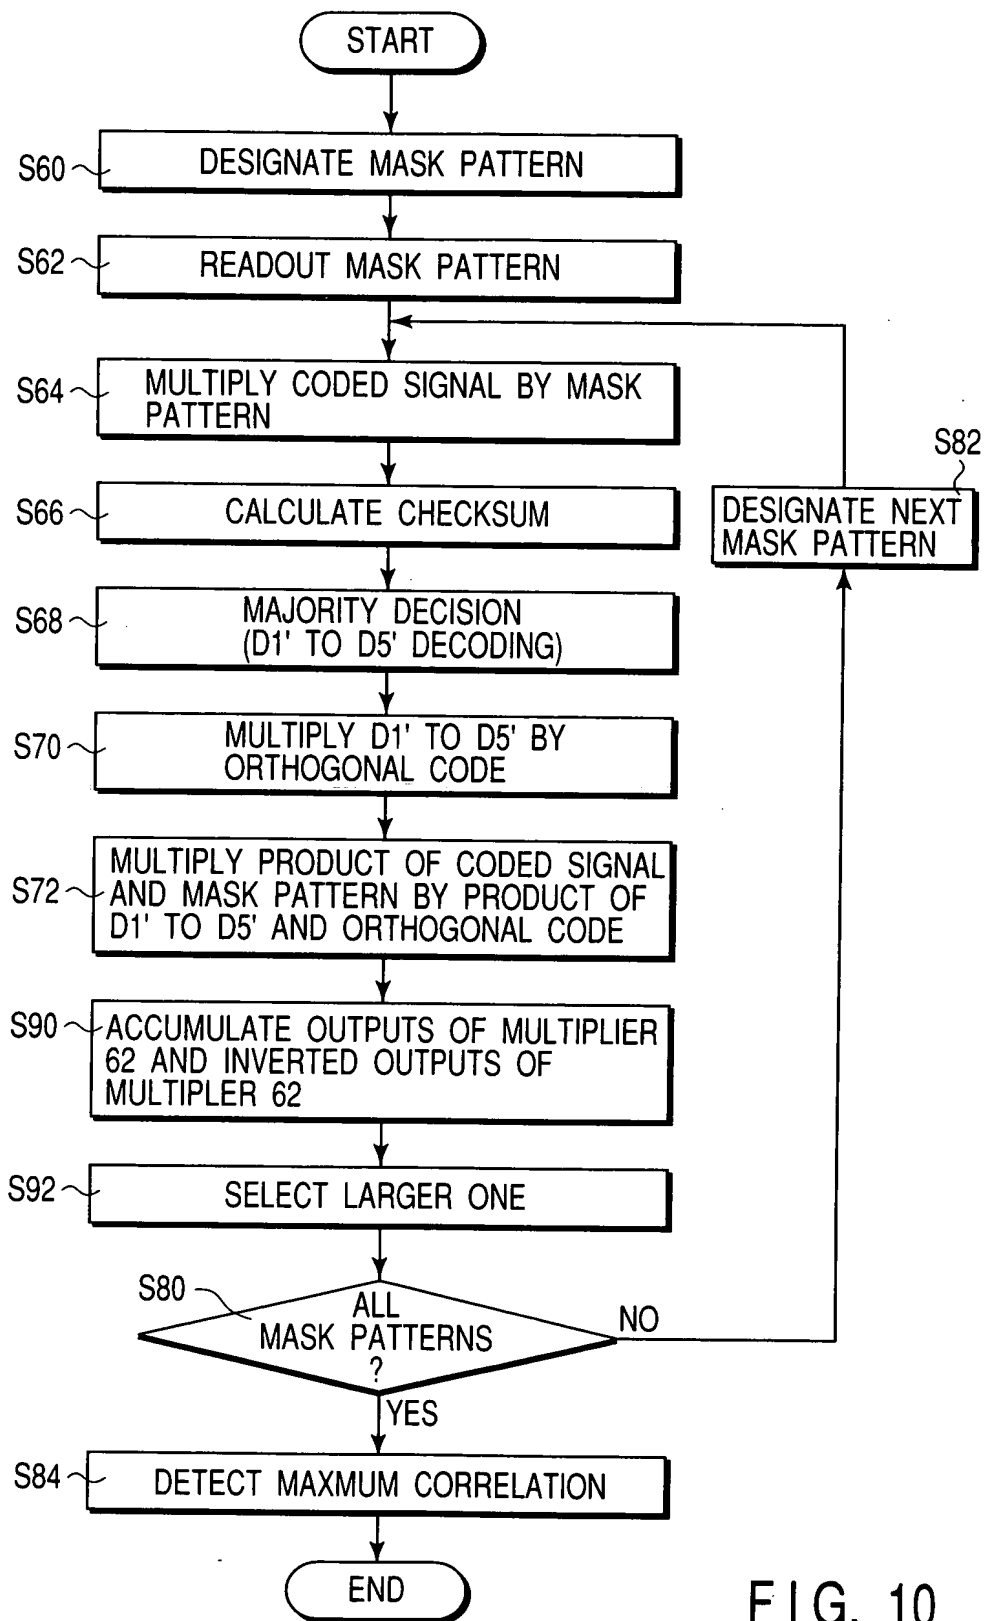 START
S60
DESIGNATE MASK PATTERN
S62
READOUT MASK PATTERN
S64
MULTIPLY CODED SIGNAL BY MASK
PATTERN
S82
DESIGNATE NEXT
MASK PATTERN
S66
CALCULATE CHECKSUM
S68
MAJORITY DECISION
(D1' TO D5' DECODING)
S70
MULTIPLY D1' TO D5' BY
ORTHOGONAL CODE
S72
MULTIPLY PRODUCT OF CODED SIGNAL
AND MASK PATTERN BY PRODUCT OF
D1' TO D5' AND ORTHOGONAL CODE
S90
ACCUMULATE OUTPUTS OF MULTIPLIER
62 AND INVERTED OUTPUTS OF
MULTIPLER 62
S92
SELECT LARGER ONE
S80
ALL
MASK PATTERNS
?
NO
YES
S84
DETECT MAXMUM CORRELATION
END
FIG. 10